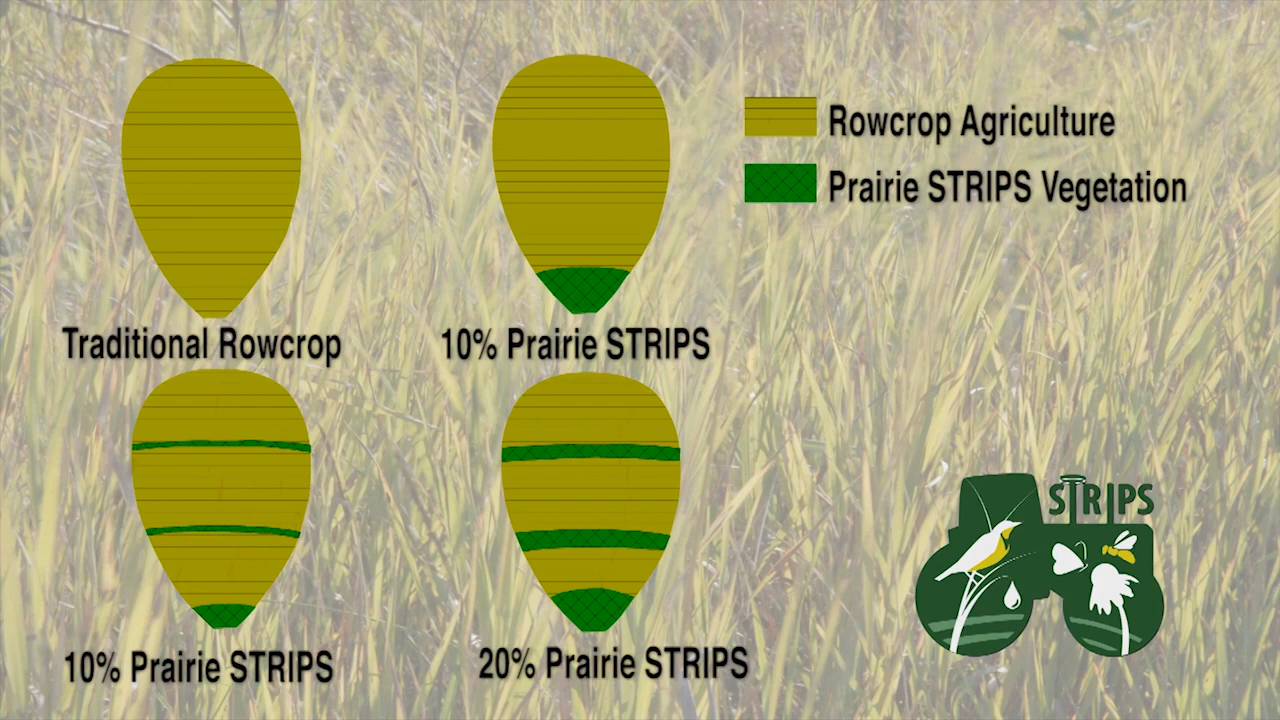 Rowcrop Agriculture
Prairie STRIPS Vegetation
Traditional Rowcrop
10% Prairie STRIPS
10% Prairie STRIPS
20% Prairie STRIPS
STRIPS